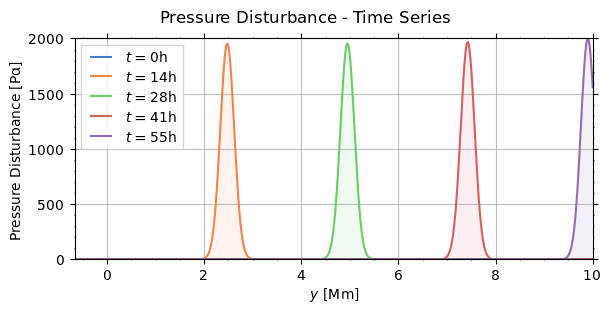 Pressure Disturbance - Time Series
Pressure Disturbance [Pα]
2000
1500
1000
500
0
t = 0h
t = 14h
t = 28h
t = 41h
t = 55h
0 2 4 6 8 10
y [Mm]